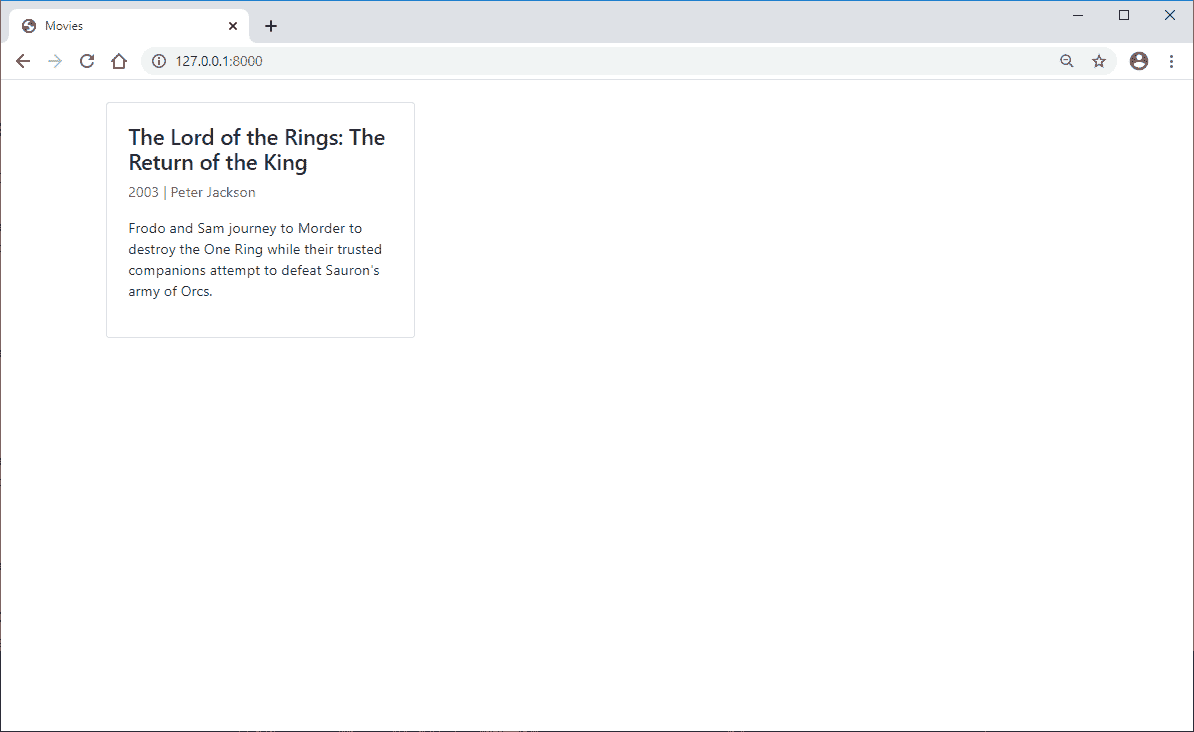 Movies
127.0.0.1:8000
The Lord of the Rings: The
Return of the King
2003 | Peter Jackson
Frodo and Sam journey to Morder to
destroy the One Ring while their trusted
companions attempt to defeat Sauron's
army of Orcs.